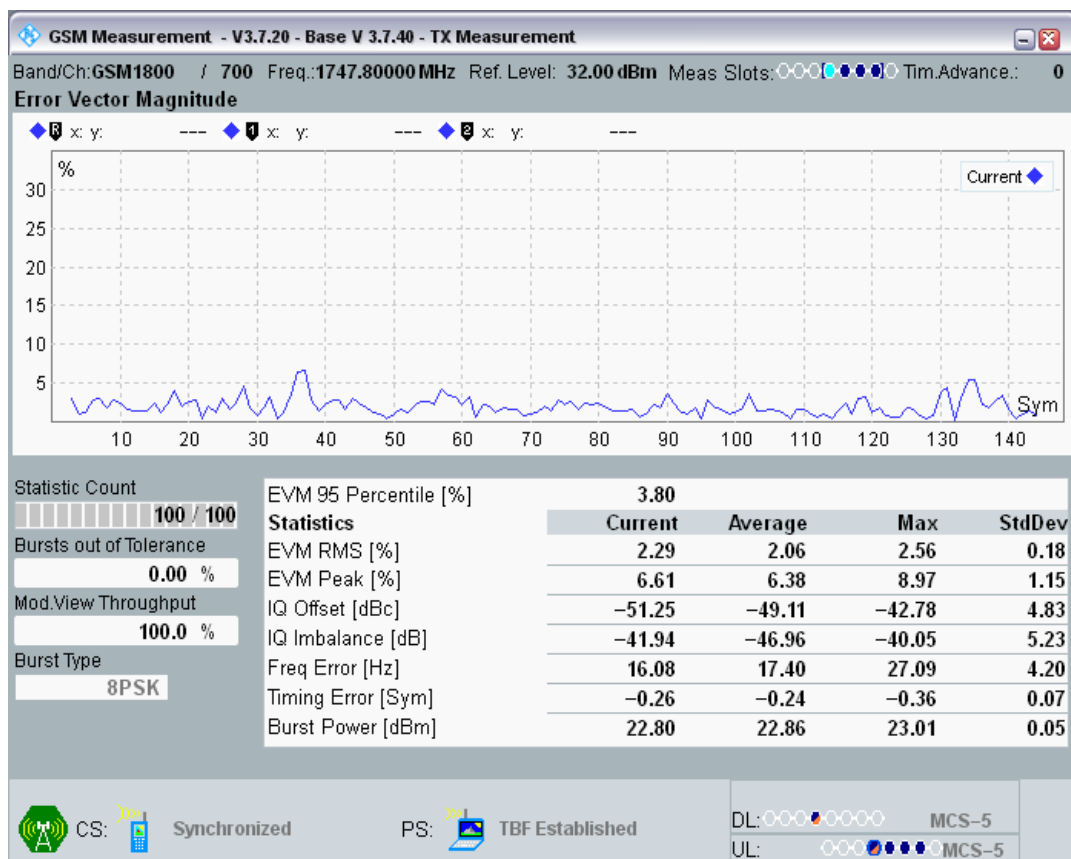 GSM Measurement - V3.7.20 - Base V 3.7.40 - TX Measurement
Band/Ch:GSM1800 / 700 Freq.:1747.80000MHz Ref. Level: 32.00 dBm Meas Slots: Tim.Advance.: 0
Error Vector Magnitude
R x: y: --- 1 x: y: --- 2 x: y: ---
%
Current
30
25
20
15
10
5
Sym
10 20 30 40 50 60 70 80 90 100 110 120 130 140
Statistic Count
100 / 100
Bursts out of Tolerance
0.00 %
Mod.View Throughput
100.0 %
Burst Type
8PSK
EVM 95 Percentile [%] 3.80
Statistics Current Average Max StdDev
EVM RMS [%] 2.29 2.06 2.56 0.18
EVM Peak [%] 6.61 6.38 8.97 1.15
IQ Offset [dBc] −51.25 −49.11 −42.78 4.83
IQ Imbalance [dB] −41.94 −46.96 −40.05 5.23
Freq Error [Hz] 16.08 17.40 27.09 4.20
Timing Error [Sym] −0.26 −0.24 −0.36 0.07
Burst Power [dBm] 22.80 22.86 23.01 0.05
CS: Synchronized PS: TBF Established
DL: MCS−5
UL: MCS−5